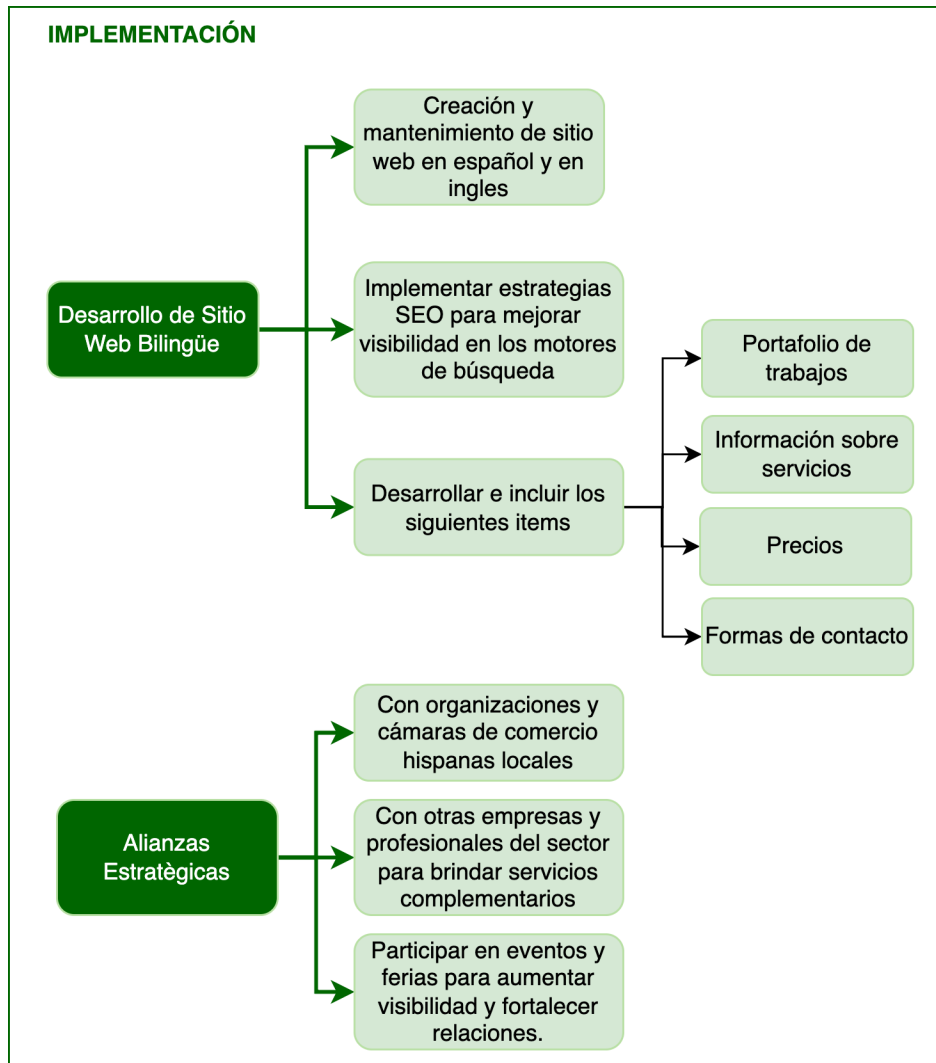 IMPLEMENTACIÓN
Creación y
mantenimiento de sitio
web en español y en
ingles
Desarrollo de Sitio
Web Bilingüe
Implementar estrategias
SEO para mejorar
visibilidad en los motores
de búsqueda
Desarrollar e incluir los
siguientes items
Portafolio de
trabajos
Información sobre
servicios
Precios
Formas de contacto
Alianzas
Estratègicas
Con organizaciones y
cámaras de comercio
hispanas locales
Con otras empresas y
profesionales del sector
para brindar servicios
complementarios
Participar en eventos y
ferias para aumentar
visibilidad y fortalecer
relaciones.